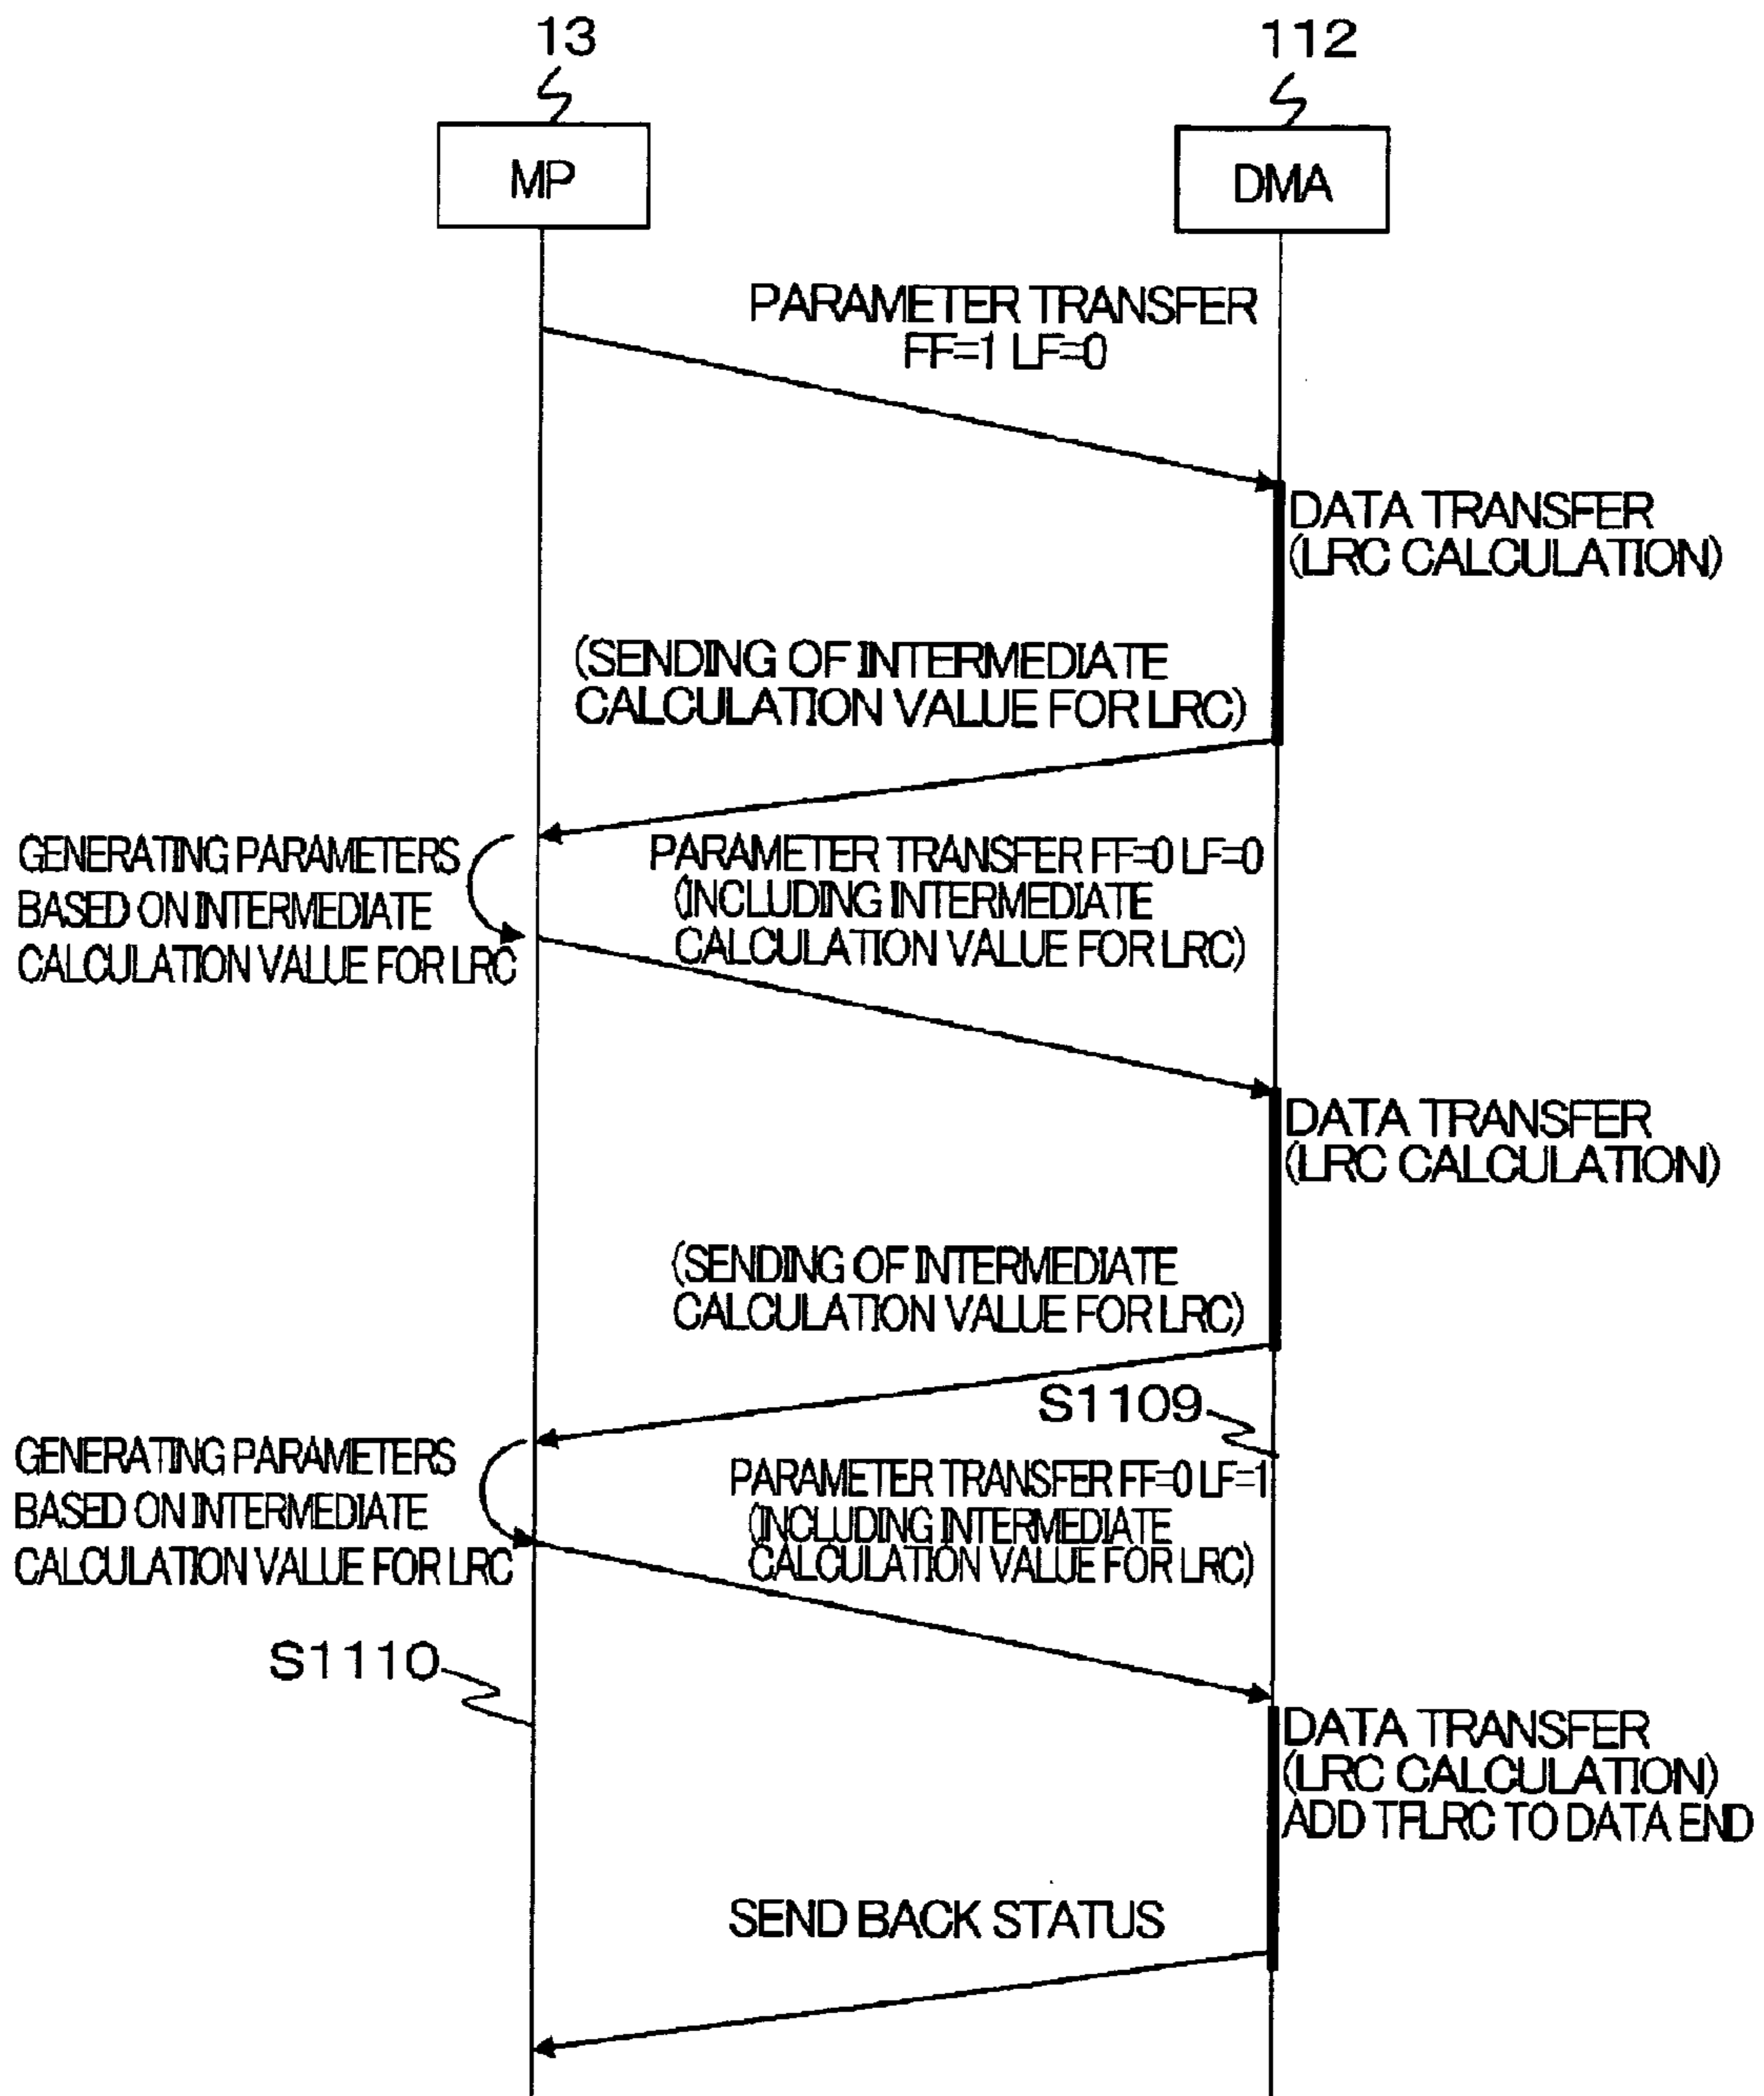 13
112
MP
DMA
PARAMETER TRANSFER
FF=1 LF=0
DATA TRANSFER
(LRC CALCULATION)
(SENDING OF INTERMEDIATE
CALCULATION VALUE FOR LRC)
GENERATING PARAMETERS
BASED ON INTERMEDIATE
CALCULATION VALUE FOR LRC
PARAMETER TRANSFER FF=0 LF=0
(INCLUDING INTERMEDIATE
CALCULATION VALUE FOR LRC)
DATA TRANSFER
(LRC CALCULATION)
(SENDING OF INTERMEDIATE
CALCULATION VALUE FOR LRC)
S1109
GENERATING PARAMETERS
BASED ON INTERMEDIATE
CALCULATION VALUE FOR LRC
PARAMETER TRANSFER FF=0 LF=1
(INCLUDING INTERMEDIATE
CALCULATION VALUE FOR LRC)
S1110
DATA TRANSFER
(LRC CALCULATION)
ADD TFLRC TO DATA END
SEND BACK STATUS